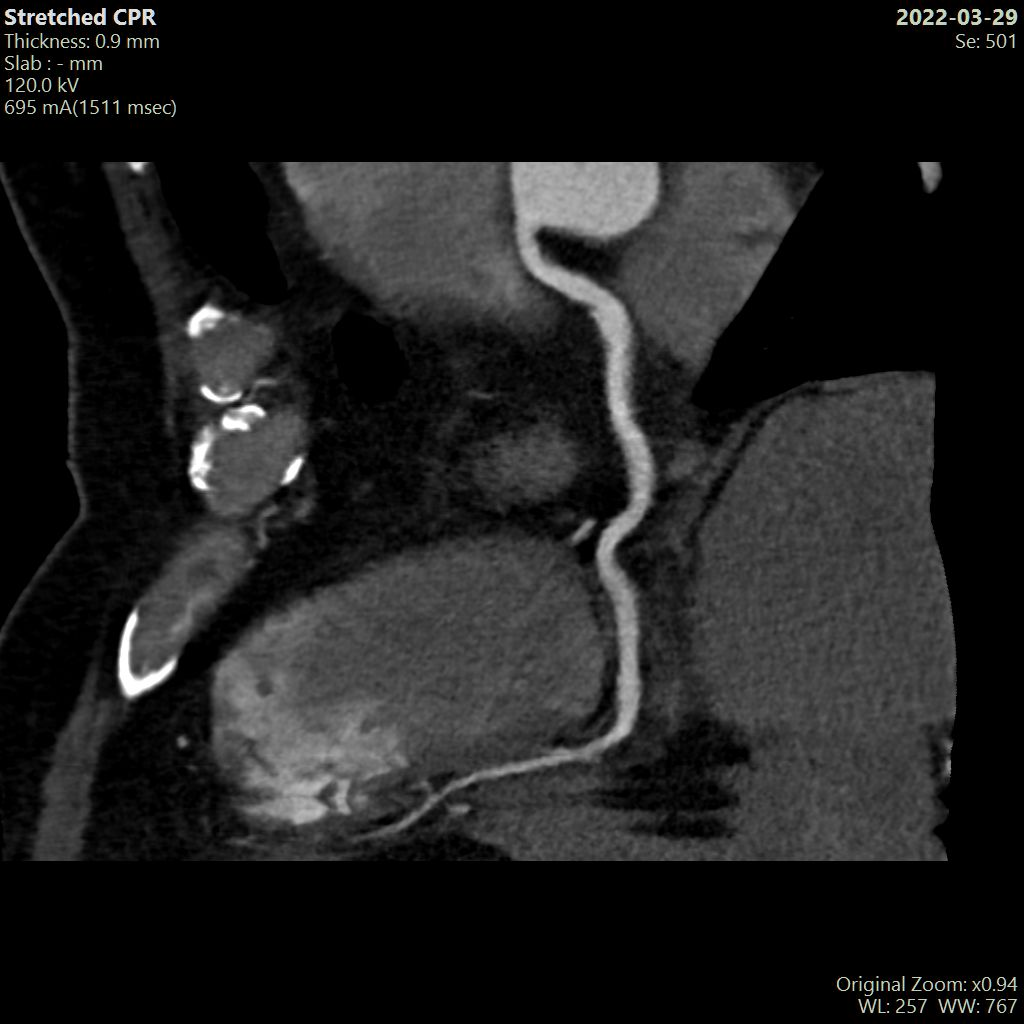 Stretched CPR
Thickness: 0.9 mm
Slab : - mm
120.0 kV
695 mA(1511 msec)
2022-03-29
Se: 501
Original Zoom: x0.94
WL: 257 WW: 767